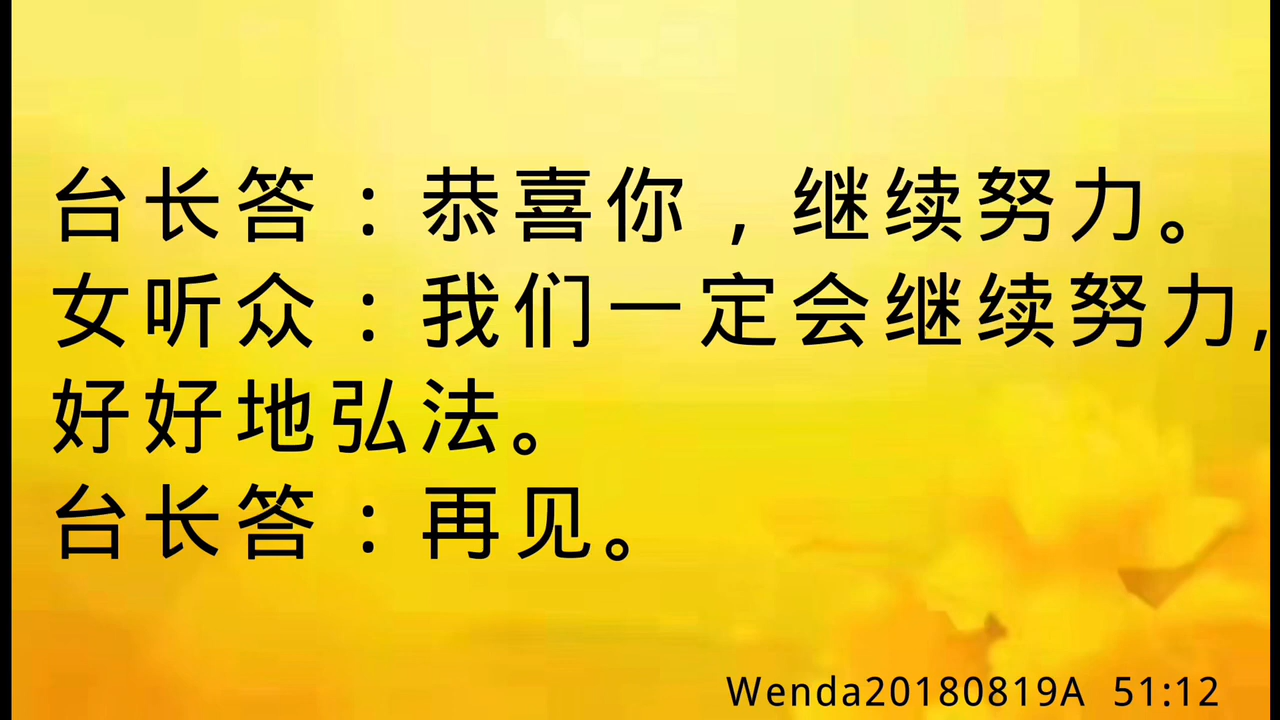 台长答：恭喜你，继续努力。
女听众：我们一定会继续努力，
好好地弘法。
台长答：再见。
Wenda20180819A 51:12